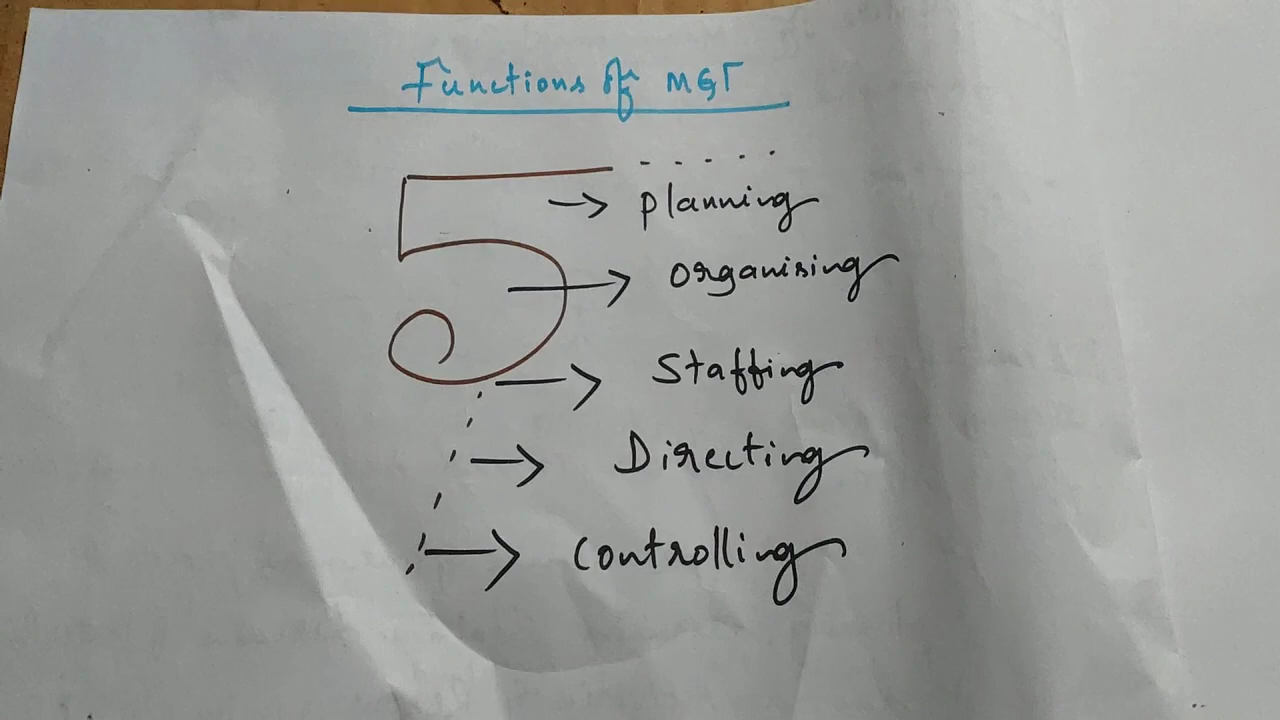 Functions of MGT
5 .....
→ planning
→ organising
→ Staffing
→ Directing
→ Controlling